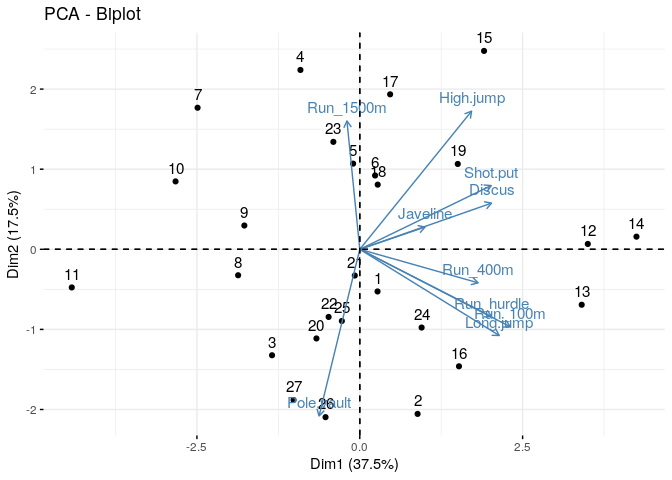 PCA - Biplot
15
4
17
7
High.jump
Run_1500m
23
5
6
18
19
10
Shot.put
Discus
9
Javeline
12
14
8
21
Run_400m
11
1
13
Run_hurdle
22
25
Run_100m
Long.jump
20
24
3
16
27
Pole.vault
26
2
2
1
0
-1
-2
Dim2 (17.5%)
-2.5
0.0
2.5
Dim1 (37.5%)